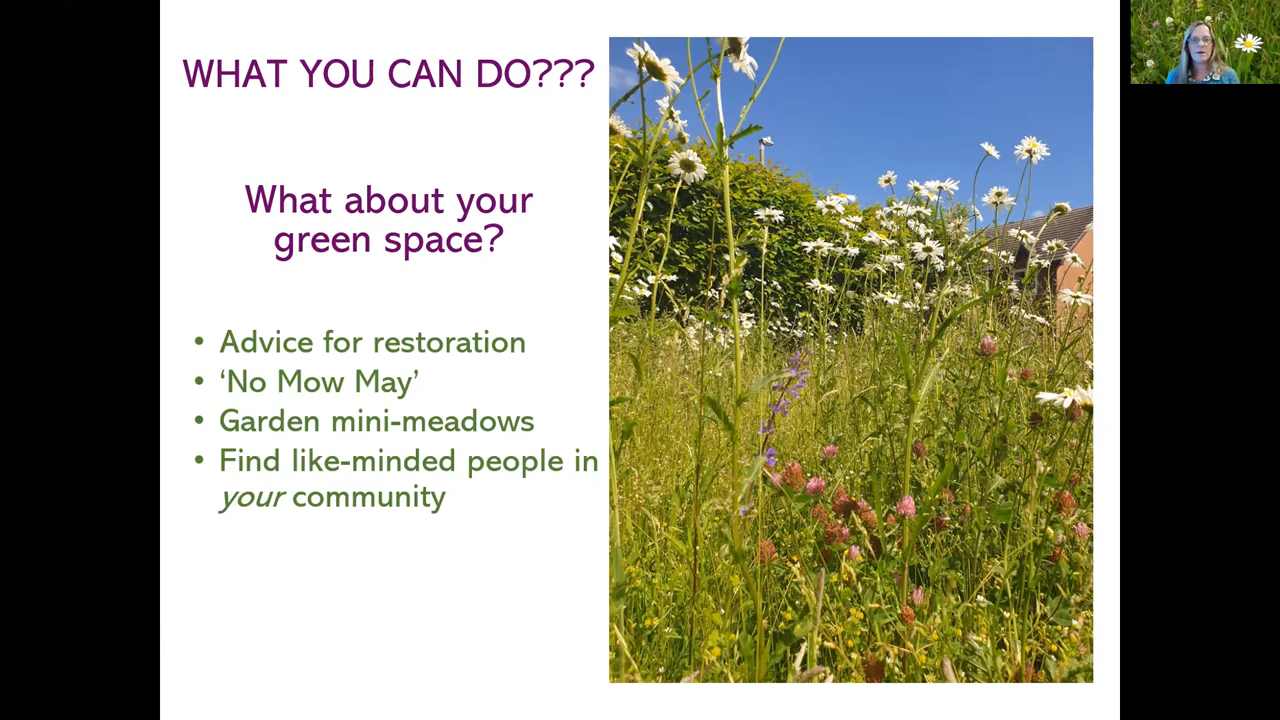 WHAT YOU CAN DO???
What about your
green space?
• Advice for restoration
• ‘No Mow May’
• Garden mini-meadows
• Find like-minded people in
your community